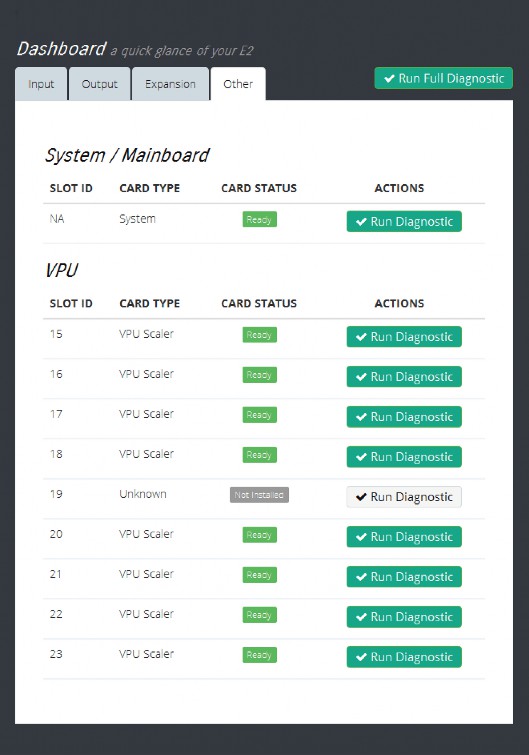 Dashboard a quick glance of your E2
Input Output Expansion Other Run Full Diagnostic
System / Mainboard
SLOT ID CARD TYPE CARD STATUS ACTIONS
NA System Ready Run Diagnostic
VPU
SLOT ID CARD TYPE CARD STATUS ACTIONS
15 VPU Scaler Ready Run Diagnostic
16 VPU Scaler Ready Run Diagnostic
17 VPU Scaler Ready Run Diagnostic
18 VPU Scaler Ready Run Diagnostic
19 Unknown Not Installed Run Diagnostic
20 VPU Scaler Ready Run Diagnostic
21 VPU Scaler Ready Run Diagnostic
22 VPU Scaler Ready Run Diagnostic
23 VPU Scaler Ready Run Diagnostic